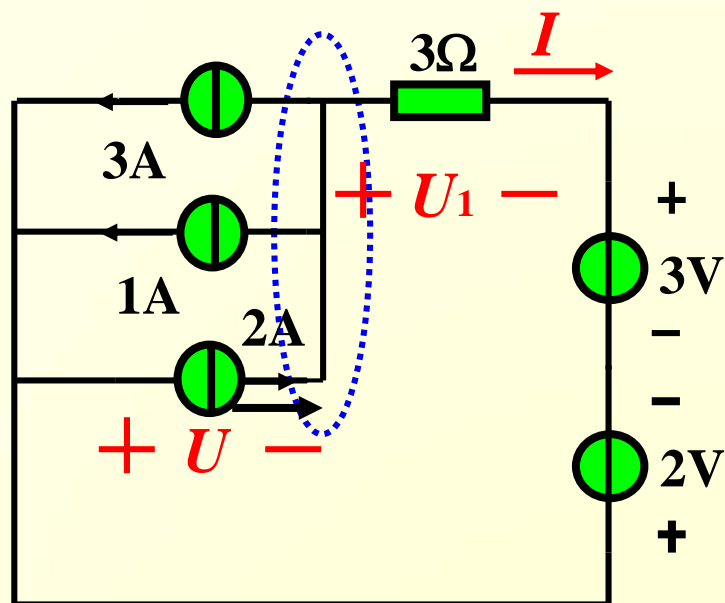 I
3Ω
3A
+ U₁ −
+
3V
−
1A
2A
−
+ U −
2V
+